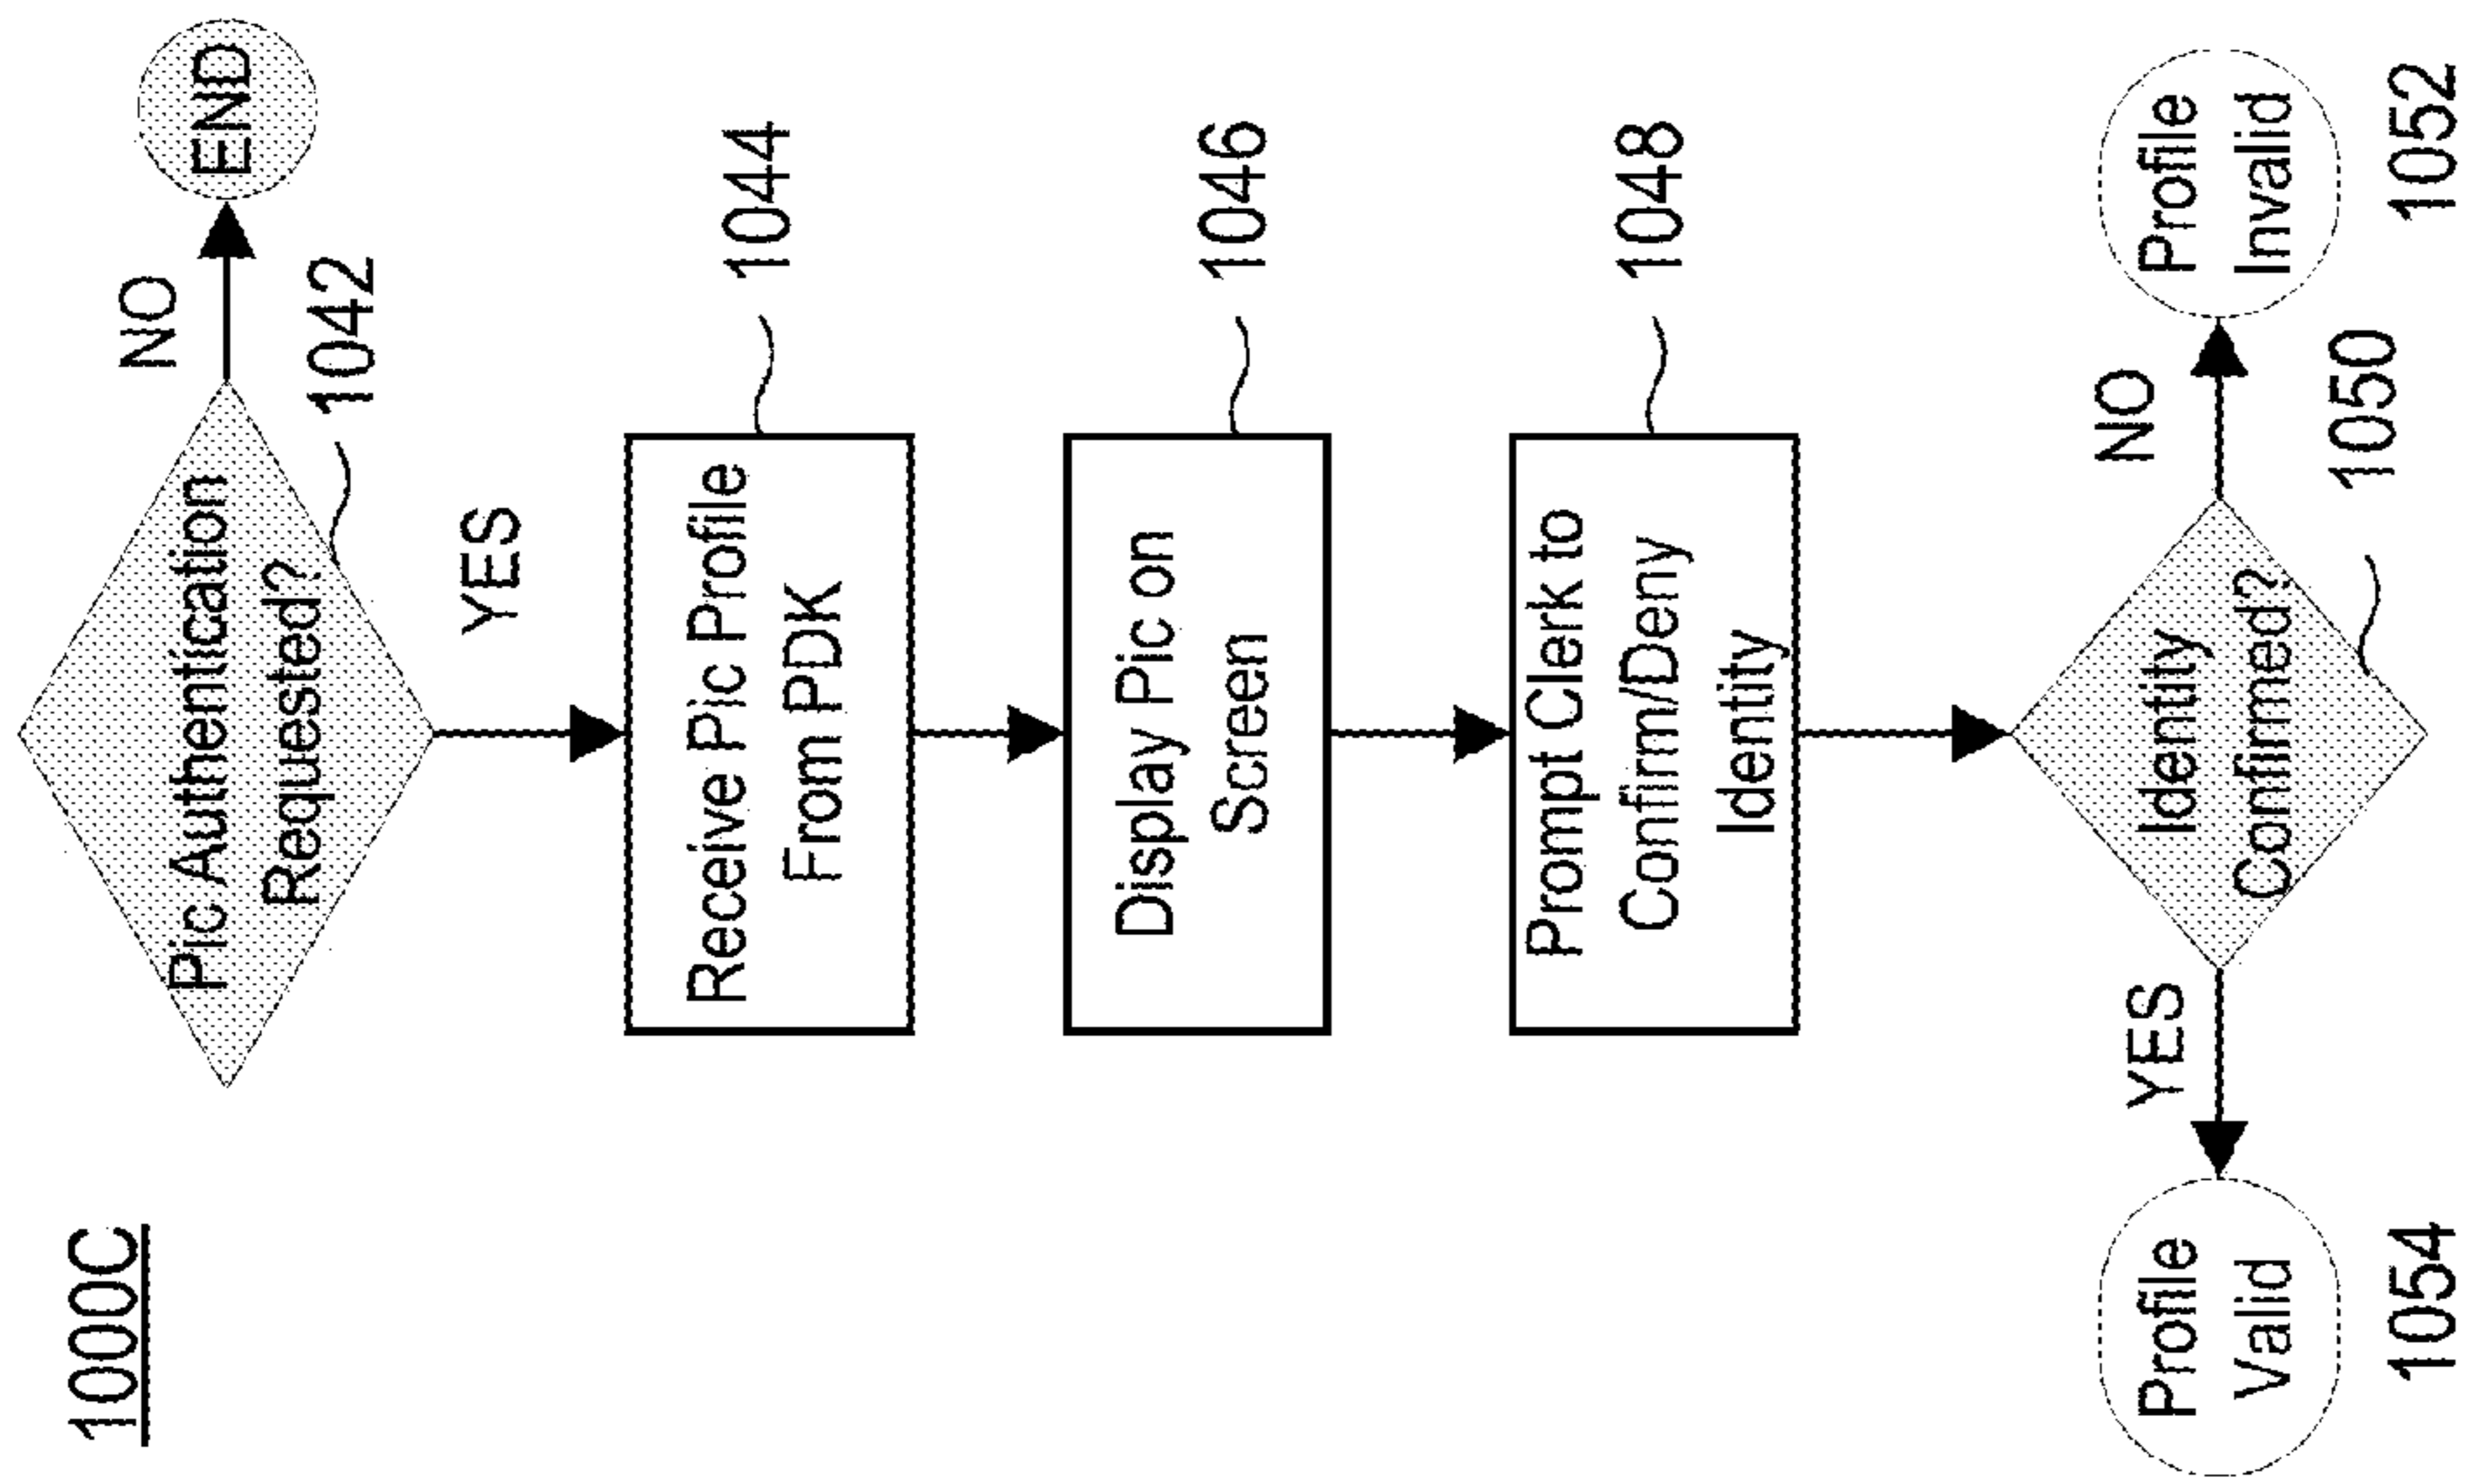 1000C
Pic Authentication
Requested?
NO
END
1042
YES
Receive Pic Profile
From PDK
1044
Display Pic on
Screen
1046
Prompt Clerk to
Confirm/Deny
Identity
1048
Identity
Confirmed?
1050
YES
NO
Profile
Valid
1054
Profile
Invalid
1052